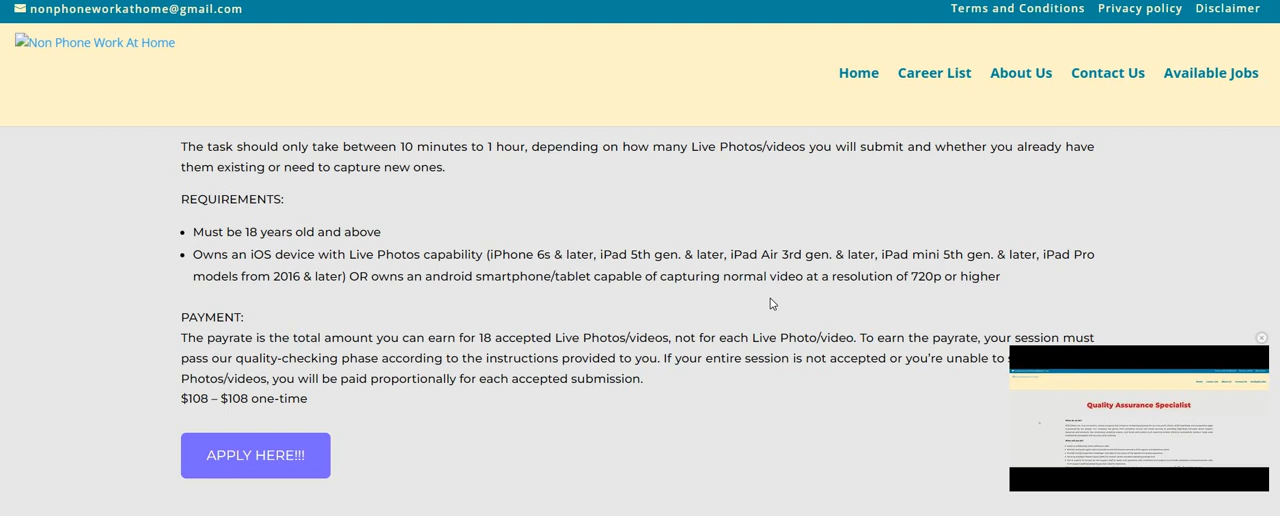 nonphoneworkathome@gmail.com
Terms and Conditions Privacy policy Disclaimer
Non Phone Work At Home
Home Career List About Us Contact Us Available Jobs
The task should only take between 10 minutes to 1 hour, depending on how many Live Photos/videos you will submit and whether you already have
them existing or need to capture new ones.
REQUIREMENTS:
Must be 18 years old and above
Owns an iOS device with Live Photos capability (iPhone 6s & later, iPad 5th gen. & later, iPad Air 3rd gen. & later, iPad mini 5th gen. & later, iPad Pro
models from 2016 & later) OR owns an android smartphone/tablet capable of capturing normal video at a resolution of 720p or higher
PAYMENT:
The payrate is the total amount you can earn for 18 accepted Live Photos/videos, not for each Live Photo/video. To earn the payrate, your session must
pass our quality-checking phase according to the instructions provided to you. If your entire session is not accepted or you're unable to
Photos/videos, you will be paid proportionally for each accepted submission.
$108 – $108 one-time
APPLY HERE!!!
Quality Assurance Specialist